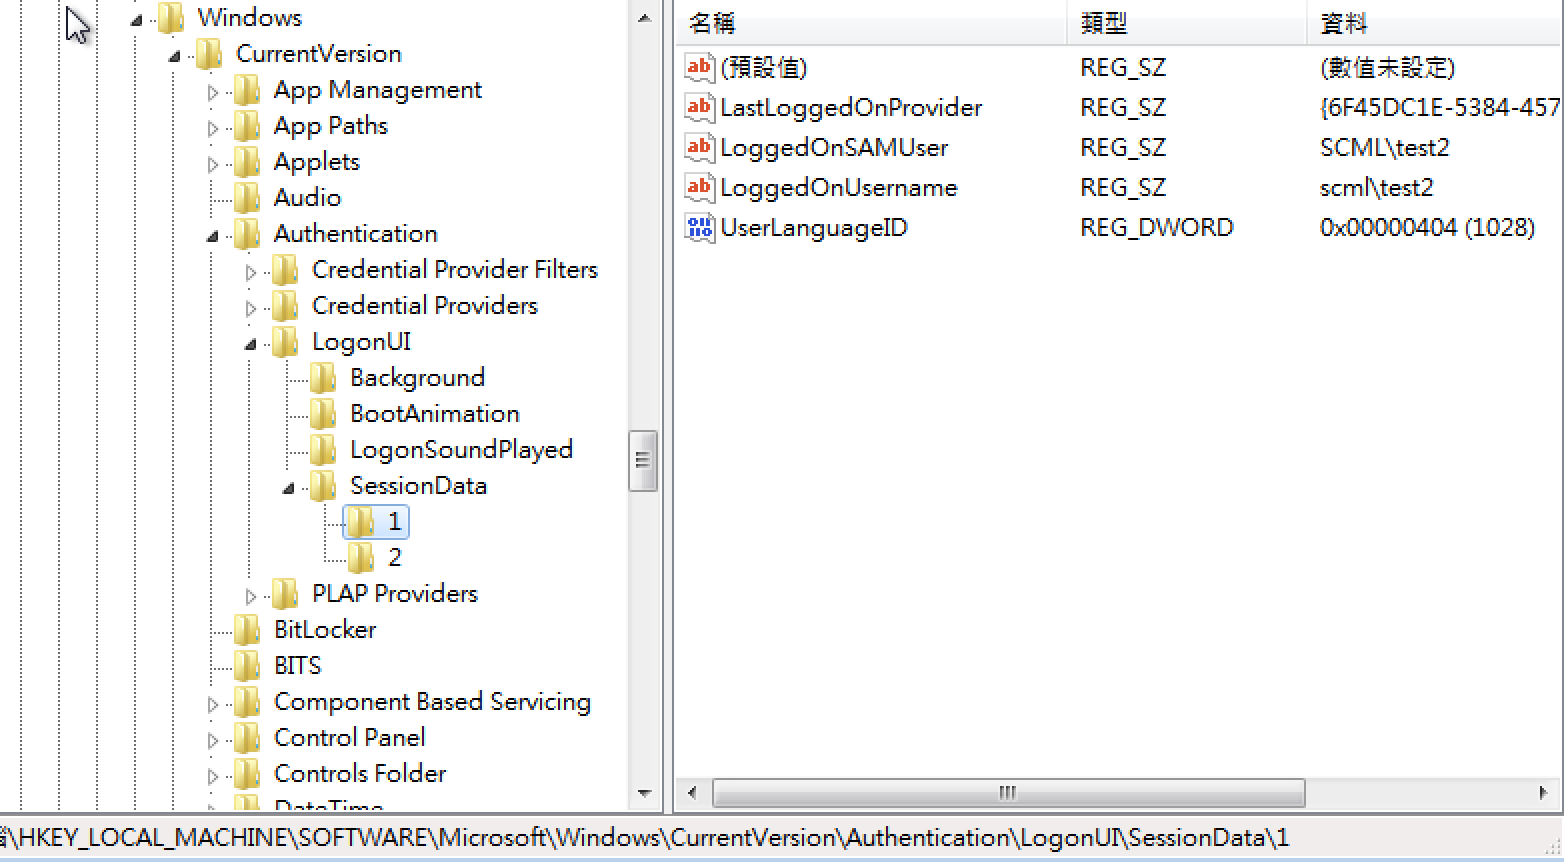 Windows
CurrentVersion
App Management
App Paths
Applets
Audio
Authentication
Credential Provider Filters
Credential Providers
LogonUI
Background
BootAnimation
LogonSoundPlayed
SessionData
1
2
PLAP Providers
BitLocker
BITS
Component Based Servicing
Control Panel
Controls Folder
DateTime
名稱 類型 資料
(預設值) REG_SZ (數值未設定)
LastLoggedOnProvider REG_SZ {6F45DC1E-5384-457
LoggedOnSAMUser REG_SZ SCML\test2
LoggedOnUsername REG_SZ scml\test2
UserLanguageID REG_DWORD 0x00000404 (1028)
\HKEY_LOCAL_MACHINE\SOFTWARE\Microsoft\Windows\CurrentVersion\Authentication\LogonUI\SessionData\1